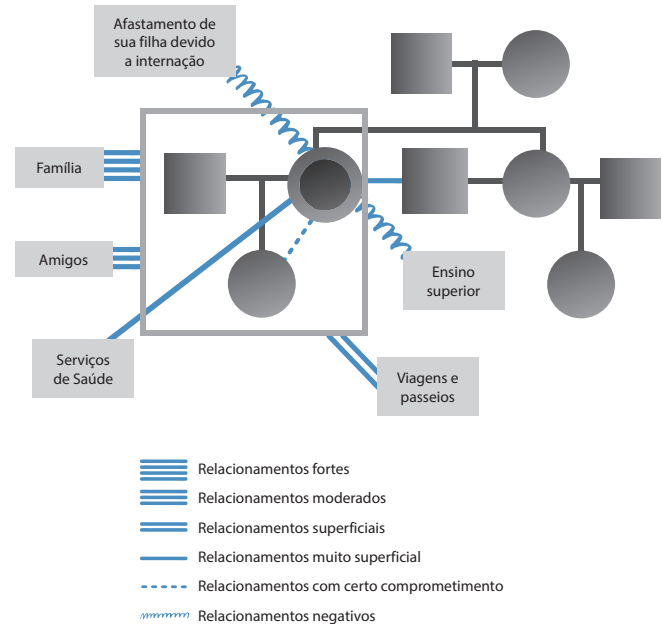 Afastamento de
sua filha devido
a internação
Família
Amigos
Ensino
superior
Serviços
de Saúde
Viagens e
passeios
Relacionamentos fortes
Relacionamentos moderados
Relacionamentos superficiais
Relacionamentos muito superficial
Relacionamentos com certo comprometimento
Relacionamentos negativos